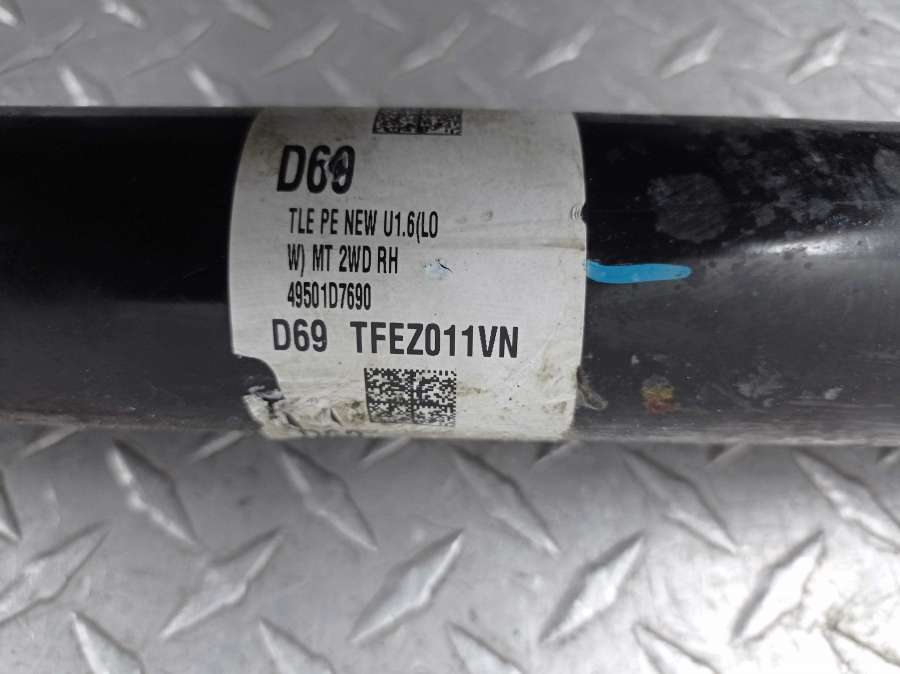 D69
TLE PE NEW U1.6(LO
W) MT 2WD RH
49501D7690
D69 TFEZ011VN